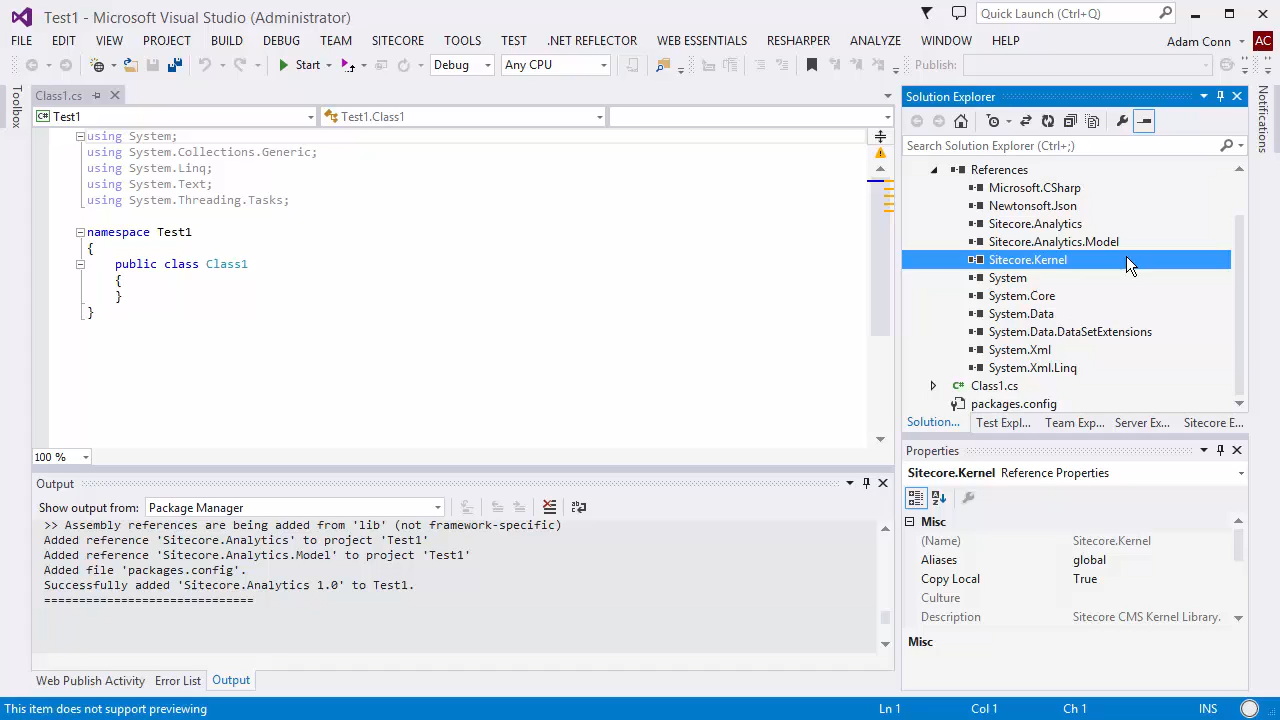 Test1 - Microsoft Visual Studio (Administrator)
Quick Launch (Ctrl+Q)
FILE EDIT VIEW PROJECT BUILD DEBUG TEAM SITECORE TOOLS TEST .NET REFLECTOR WEB ESSENTIALS RESHARPER ANALYZE WINDOW HELP Adam Conn AC
Start Debug Any CPU Publish:
Toolbox
Class1.cs
Test1 Test1.Class1
using System;
using System.Collections.Generic;
using System.Linq;
using System.Text;
using System.Threading.Tasks;
namespace Test1
{
public class Class1
{
}
}
100 %
Output
Show output from: Package Manager
>> Assembly references are being added from 'lib' (not framework-specific)
Added reference 'Sitecore.Analytics' to project 'Test1'
Added reference 'Sitecore.Analytics.Model' to project 'Test1'
Added file 'packages.config'.
Successfully added 'Sitecore.Analytics 1.0' to Test1.
==============================
Web Publish Activity Error List Output
Solution Explorer
Search Solution Explorer (Ctrl+;)
References
Microsoft.CSharp
Newtonsoft.Json
Sitecore.Analytics
Sitecore.Analytics.Model
Sitecore.Kernel
System
System.Core
System.Data
System.Data.DataSetExtensions
System.Xml
System.Xml.Linq
C# Class1.cs
packages.config
Solution... Test Expl... Team Exp... Server Ex... Sitecore E...
Properties
Sitecore.Kernel Reference Properties
Misc
(Name) Sitecore.Kernel
Aliases global
Copy Local True
Culture
Description Sitecore CMS Kernel Library.
Misc
Notifications
This item does not support previewing Ln 1 Col 1 Ch 1 INS